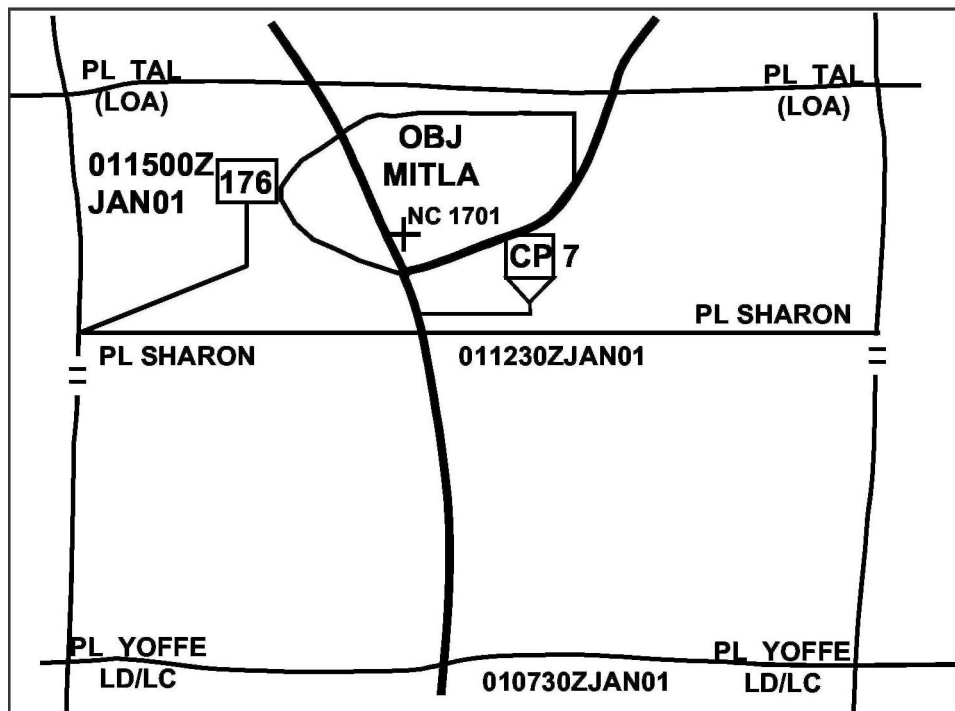 PL TAL
(LOA)
PL TAL
(LOA)
OBJ
MITLA
011500Z
JAN01
176
NC 1701
CP 7
PL SHARON
PL SHARON
011230ZJAN01
PL YOFFE
LD/LC
010730ZJAN01
PL YOFFE
LD/LC